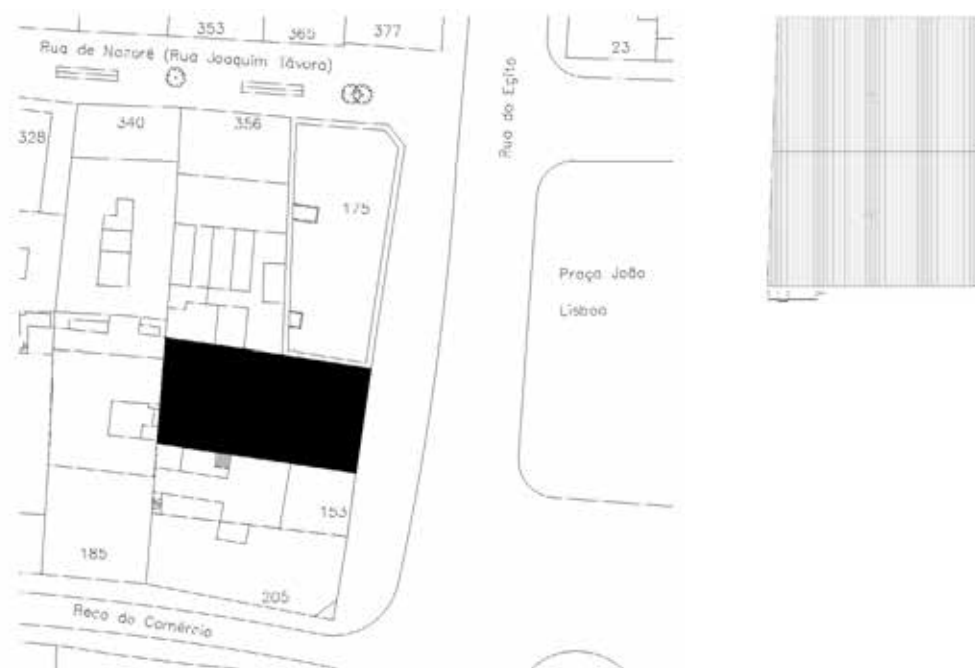 353 365 377
Rua de Nazaré (Rua Joaquim Távora)
23
Rua do Egito
328 340 356
175
Praça João
Lisboa
153
185
205
Beco do Comércio